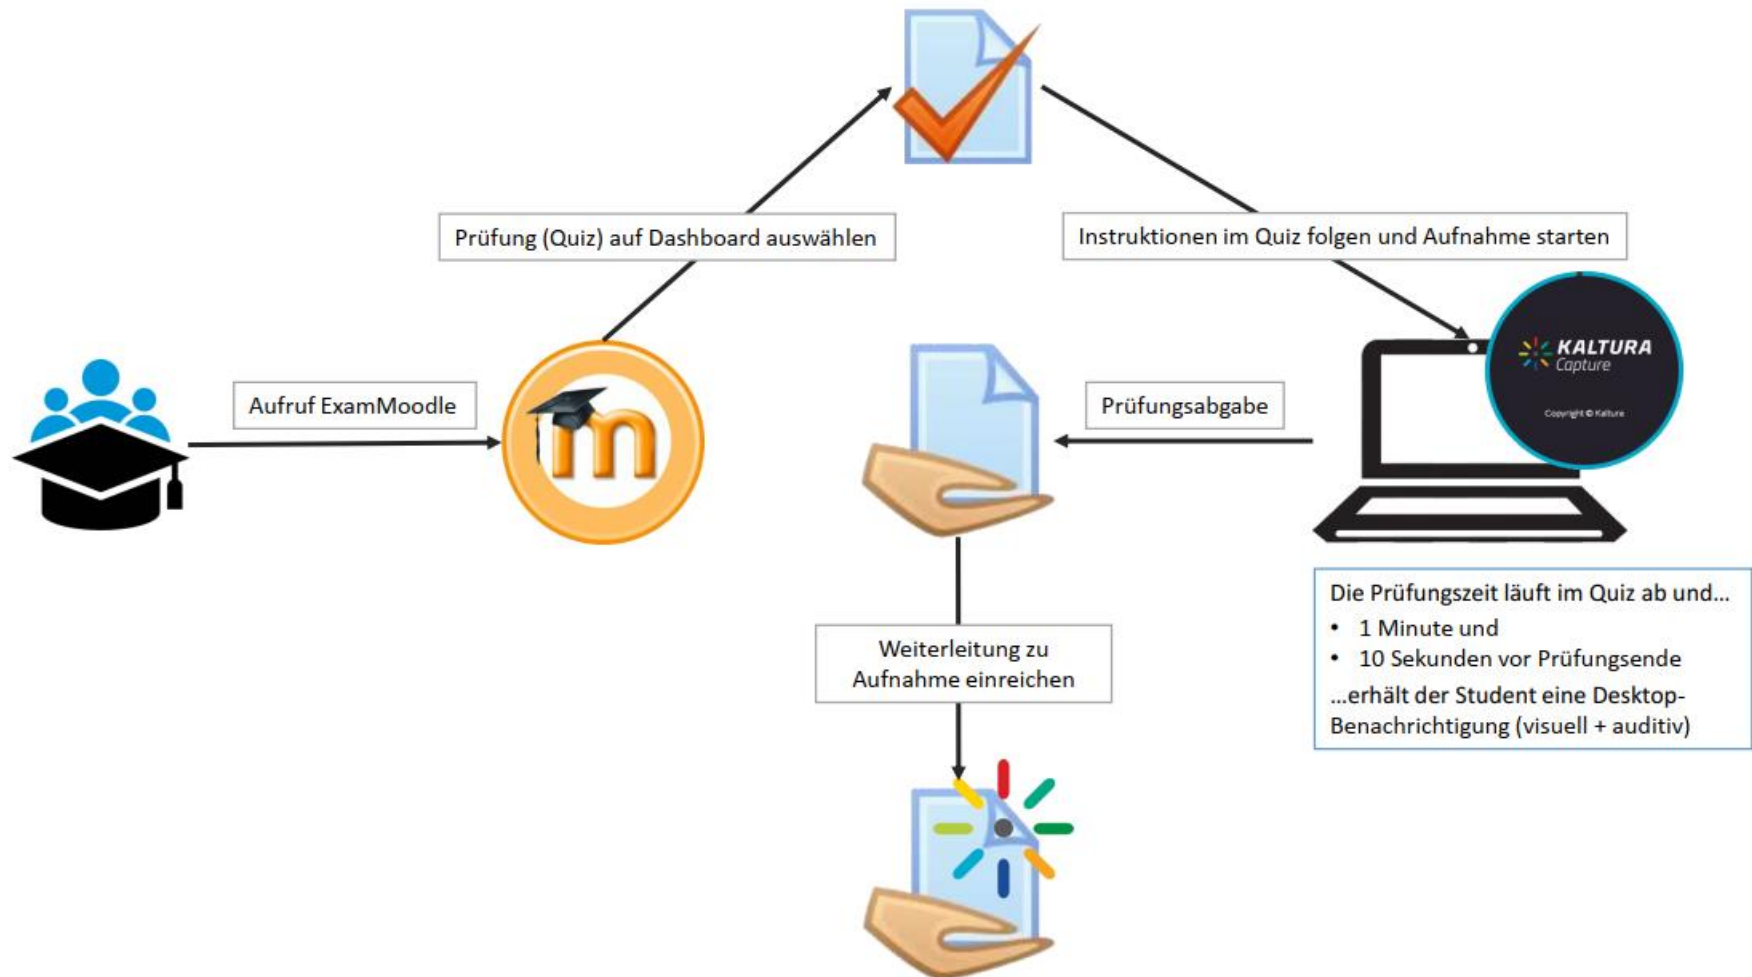 Prüfung (Quiz) auf Dashboard auswählen
Instruktionen im Quiz folgen und Aufnahme starten
Aufruf ExamMoodle
m
Prüfungsabgabe
KALTURA
Capture
Copyright © Kalture
Weiterleitung zu
Aufnahme einreichen
Die Prüfungszeit läuft im Quiz ab und...
• 1 Minute und
• 10 Sekunden vor Prüfungsende
...erhält der Student eine Desktop-
Benachrichtigung (visuell + auditiv)